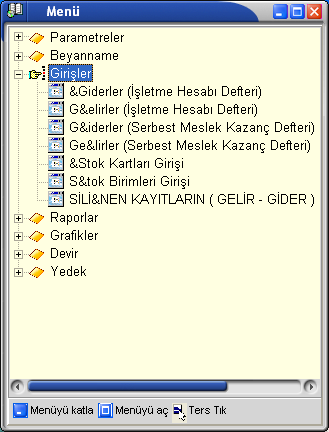 Menü
Parametreler
Beyanname
Girişler
&Giderler (İşletme Hesabı Defteri)
G&elirler (İşletme Hesabı Defteri)
G&iderler (Serbest Meslek Kazanç Defteri)
Ge&lirler (Serbest Meslek Kazanç Defteri)
&Stok Kartları Girişi
S&tok Birimleri Girişi
SİLİ&NEN KAYITLARIN ( GELİR - GİDER )
Raporlar
Grafikler
Devir
Yedek
Menüyü katla Menüyü aç Ters Tık